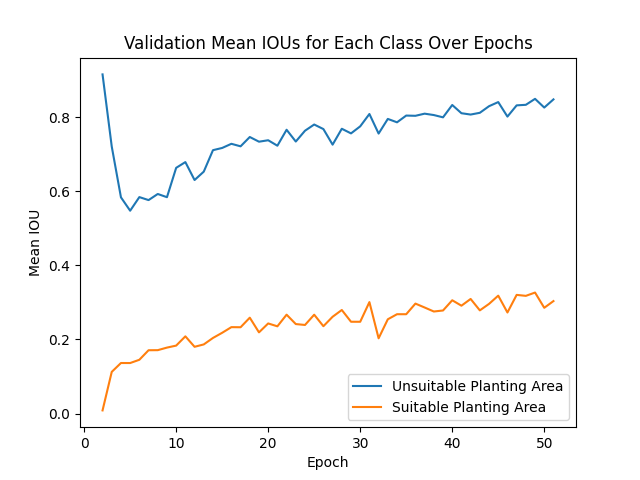 Validation Mean IOUs for Each Class Over Epochs
Mean IOU
0.8
0.6
0.4
0.2
0.0
Unsuitable Planting Area
Suitable Planting Area
0 10 20 30 40 50
Epoch